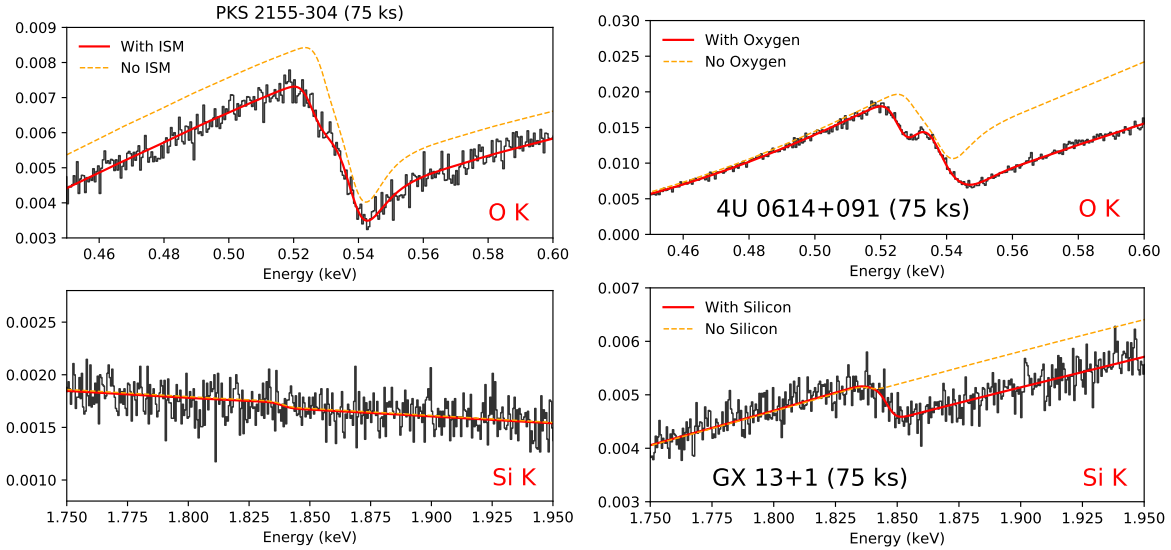 PKS 2155-304 (75 ks)
0.009
0.008
0.007
0.006
0.005
0.004
0.003
With ISM
No ISM
O K
0.46 0.48 0.50 0.52 0.54 0.56 0.58 0.60
Energy (keV)
0.030
0.025
0.020
0.015
0.010
0.005
0.000
With Oxygen
No Oxygen
4U 0614+091 (75 ks)
O K
0.46 0.48 0.50 0.52 0.54 0.56 0.58 0.60
Energy (keV)
0.0025
0.0020
0.0015
0.0010
Si K
1.750 1.775 1.800 1.825 1.850 1.875 1.900 1.925 1.950
Energy (keV)
0.007
0.006
0.005
0.004
0.003
With Silicon
No Silicon
GX 13+1 (75 ks)
Si K
1.750 1.775 1.800 1.825 1.850 1.875 1.900 1.925 1.950
Energy (keV)